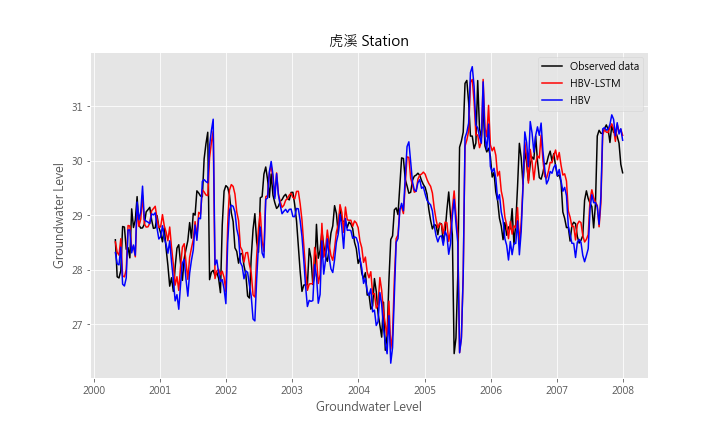 虎溪 Station
Observed data
HBV-LSTM
HBV
Groundwater Level
31
30
29
28
27
2000 2001 2002 2003 2004 2005 2006 2007 2008
Groundwater Level